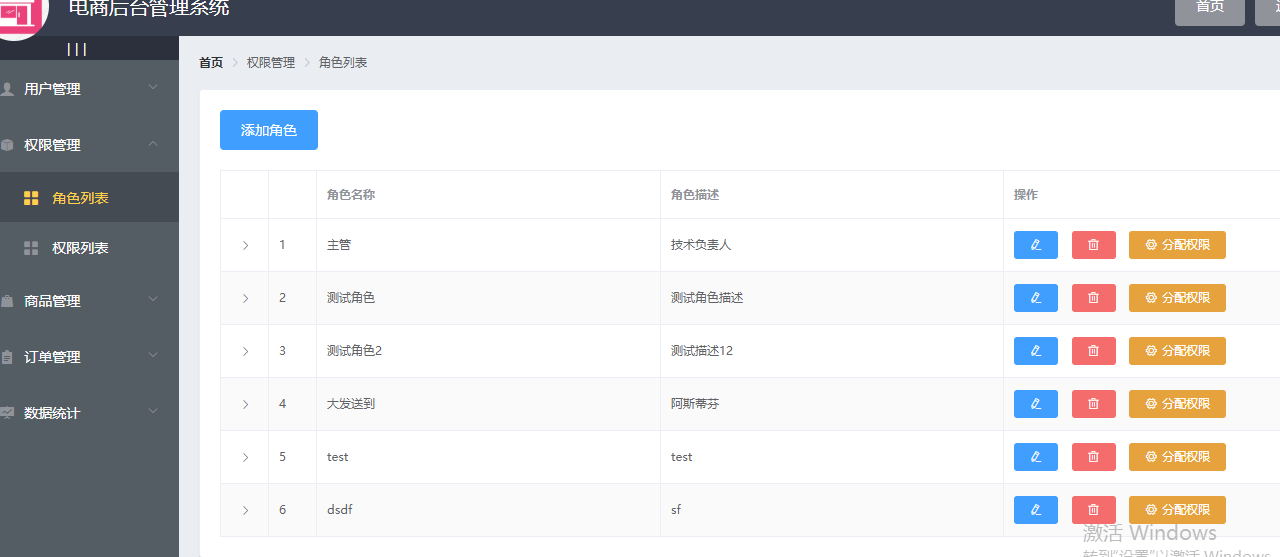 电商后台管理系统
首页
|||
首页 > 权限管理 > 角色列表
用户管理
权限管理
角色列表
权限列表
商品管理
订单管理
数据统计
添加角色
角色名称 角色描述 操作
1 主管 技术负责人 分配权限
2 测试角色 测试角色描述 分配权限
3 测试角色2 测试描述12 分配权限
4 大发送到 阿斯蒂芬 分配权限
5 test test 分配权限
6 dsdf sf 分配权限
激活 Windows
转到"设置"以激活 Windows